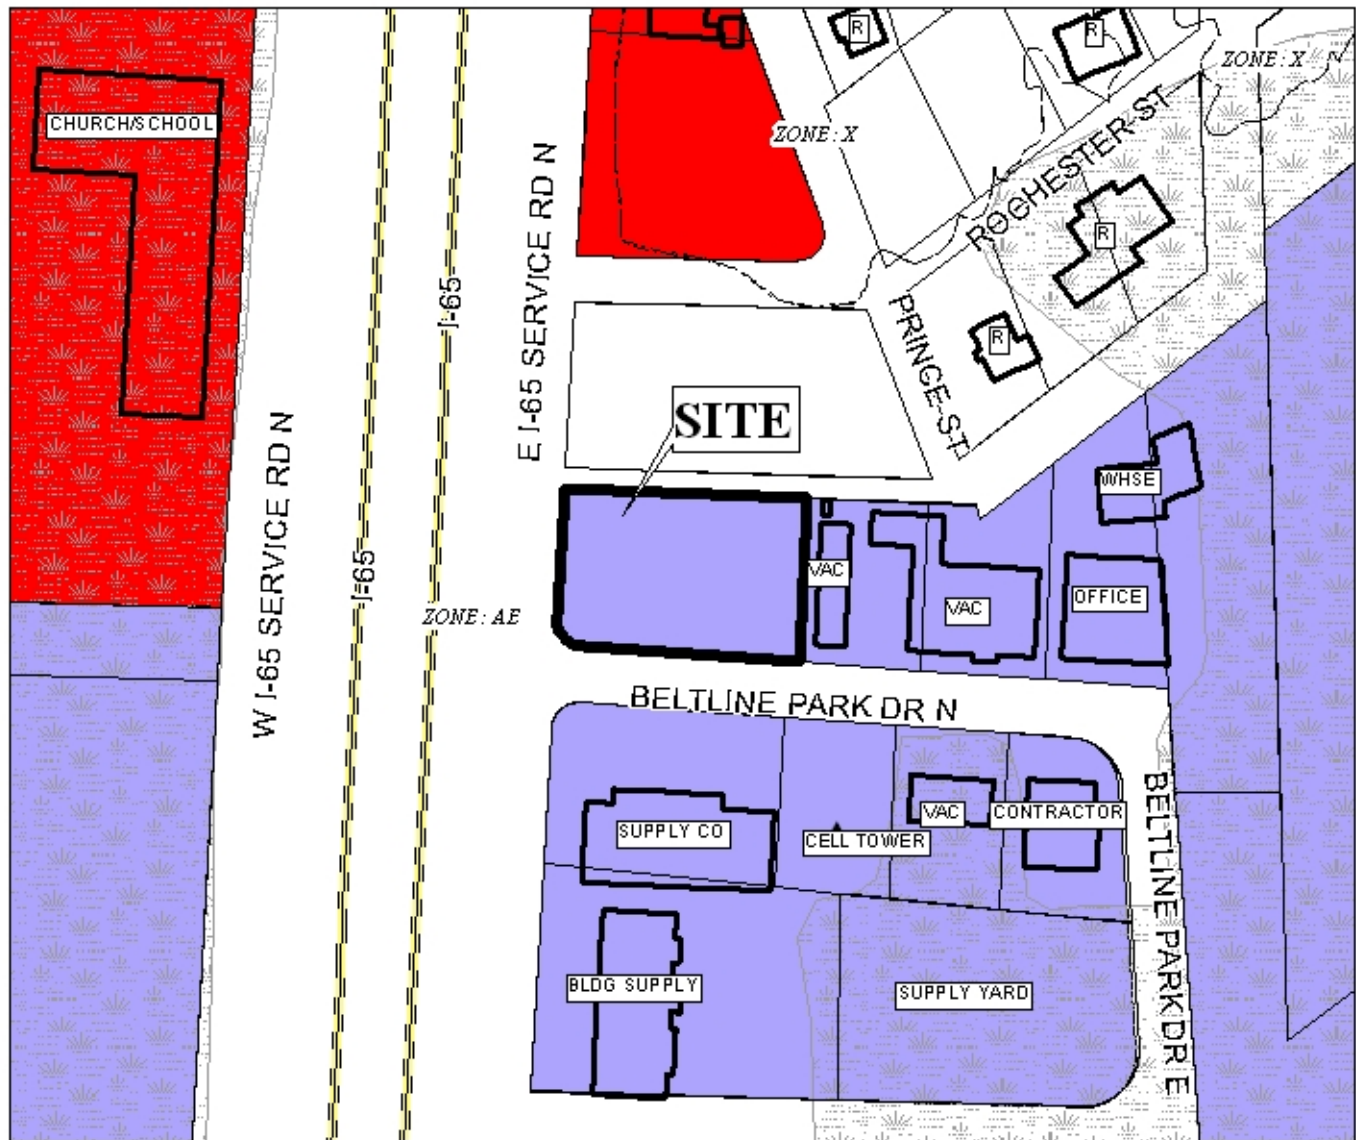 R
R
ZONE : X
CHURCH/SCHOOL
ZONE : X
ROCHESTER ST
E I-65 SERVICE RD N
R
I-65
PRINCE ST
R
SITE
W I-65 SERVICE RD N
WHSE
I-65
VAC
OFFICE
VAC
ZONE : AE
BELTLINE PARK DR N
SUPPLY CO
VAC
CONTRACTOR
CELL TOWER
BELTLINE PARK DR E
BLDG SUPPLY
SUPPLY YARD